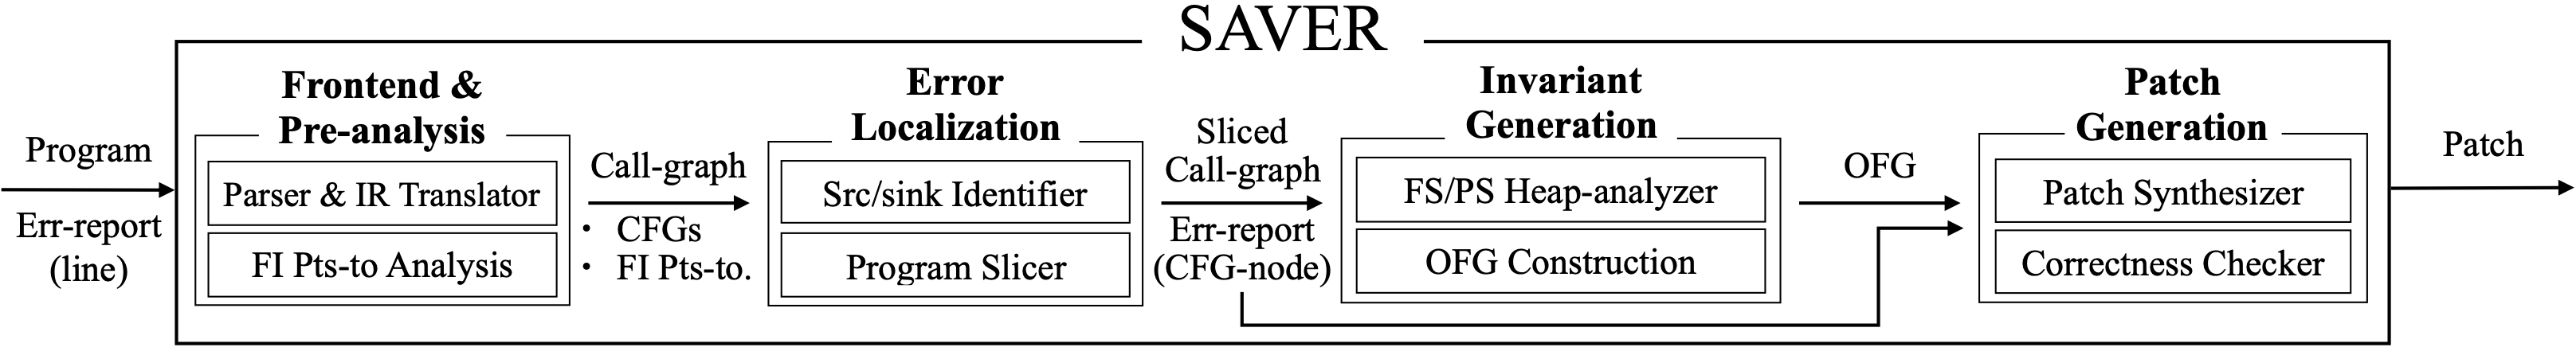 SAVER
Program
Err-report
(line)
Frontend &
Pre-analysis
Parser & IR Translator
FI Pts-to Analysis
Call-graph
· CFGs
· FI Pts-to.
Error
Localization
Src/sink Identifier
Program Slicer
Sliced
Call-graph
Err-report
(CFG-node)
Invariant
Generation
FS/PS Heap-analyzer
OFG Construction
OFG
Patch
Generation
Patch Synthesizer
Correctness Checker
Patch